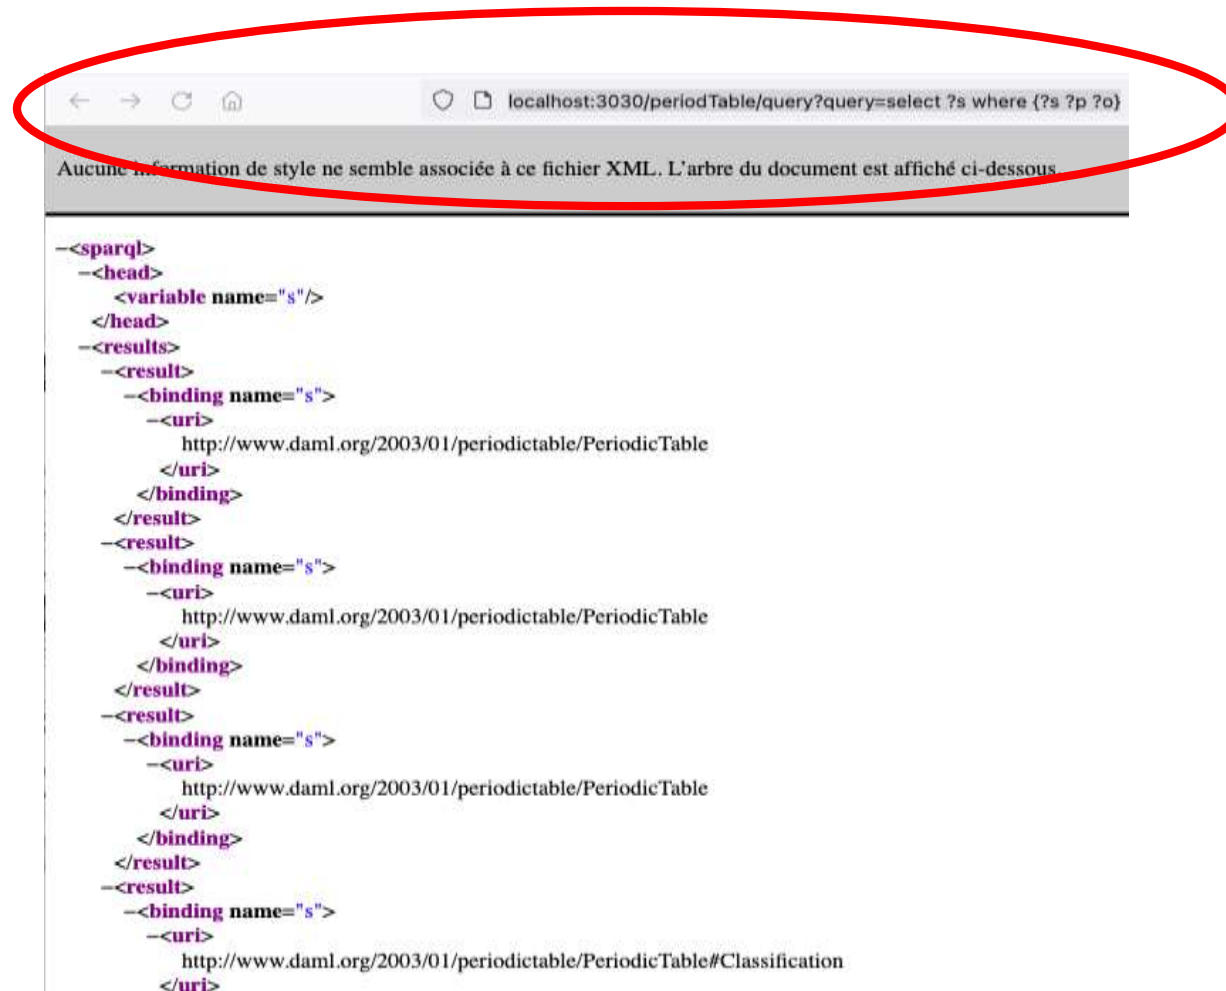 localhost:3030/periodTable/query?query=select ?s where {?s ?p ?o}
Aucune information de style ne semble associée à ce fichier XML. L'arbre du document est affiché ci-dessous.
–<sparql>
–<head>
<variable name="s"/>
</head>
–<results>
–<result>
–<binding name="s">
–<uri>
http://www.daml.org/2003/01/periodictable/PeriodicTable
</uri>
</binding>
</result>
–<result>
–<binding name="s">
–<uri>
http://www.daml.org/2003/01/periodictable/PeriodicTable
</uri>
</binding>
</result>
–<result>
–<binding name="s">
–<uri>
http://www.daml.org/2003/01/periodictable/PeriodicTable
</uri>
</binding>
</result>
–<result>
–<binding name="s">
–<uri>
http://www.daml.org/2003/01/periodictable/PeriodicTable#Classification
</uri>